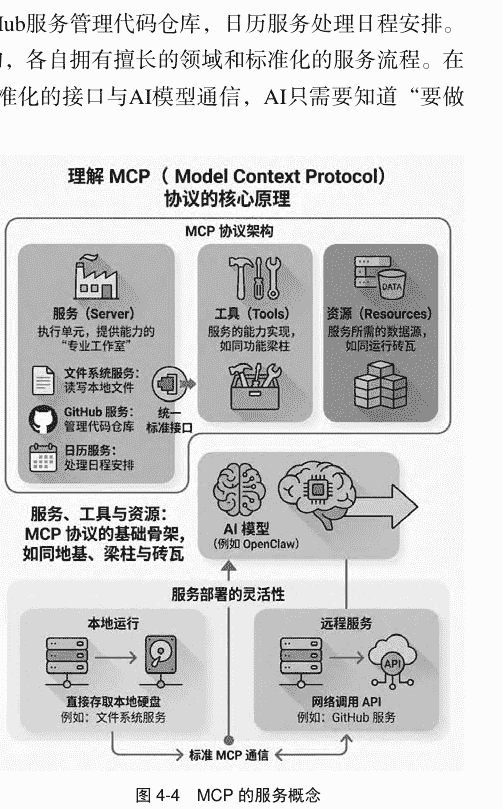 Hub服务管理代码仓库，日历服务处理日程安排。
，各自拥有擅长的领域和标准化的服务流程。在
准化的接口与AI模型通信，AI只需要知道“要做
理解 MCP（ Model Context Protocol）
协议的核心原理
MCP 协议架构
服务（Server）
执行单元，提供能力的
“专业工作室”
文件系统服务：
读写本地文件
GitHub 服务：
管理代码仓库
日历服务：
处理日程安排
统一
标准接口
工具（Tools）
服务的能力实现，
如同功能梁柱
资源（Resources）
DATA
服务所需的数据源，
如同运行砖瓦
服务、工具与资源：
MCP 协议的基础骨架，
如同地基、梁柱与砖瓦
AI 模型
（例如 OpenClaw）
服务部署的灵活性
本地运行
直接存取本地硬盘
例如：文件系统服务
远程服务
API
网络调用 API
例如：GitHub 服务
标准 MCP 通信
图 4-4 MCP 的服务概念